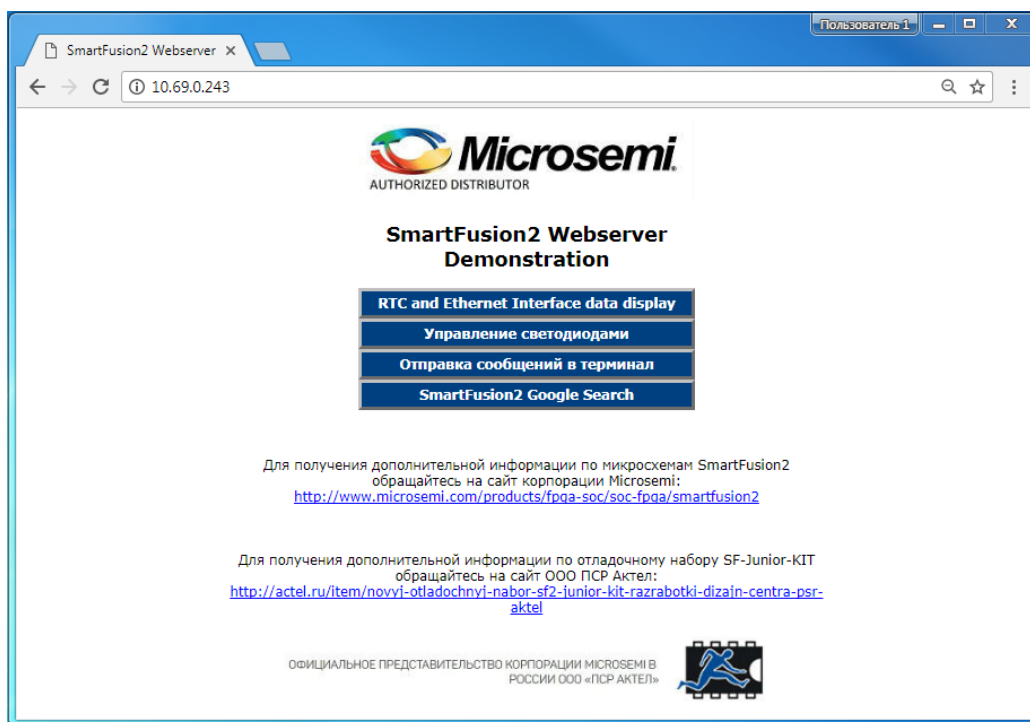 Пользователь 1
SmartFusion2 Webserver
10.69.0.243
Microsemi.
AUTHORIZED DISTRIBUTOR
SmartFusion2 Webserver
Demonstration
RTC and Ethernet Interface data display
Управление светодиодами
Отправка сообщений в терминал
SmartFusion2 Google Search
Для получения дополнительной информации по микросхемам SmartFusion2
обращайтесь на сайт корпорации Microsemi:
http://www.microsemi.com/products/fpga-soc/soc-fpga/smartfusion2
Для получения дополнительной информации по отладочному набору SF-Junior-KIT
обращайтесь на сайт ООО ПСР Актел:
http://actel.ru/item/novyj-otladochnyj-nabor-sf2-junior-kit-razrabotki-dizajn-centra-psr-
aktel
ОФИЦИАЛЬНОЕ ПРЕДСТАВИТЕЛЬСТВО КОРПОРАЦИИ MICROSEMI В
РОССИИ ООО «ПСР АКТЕЛ»